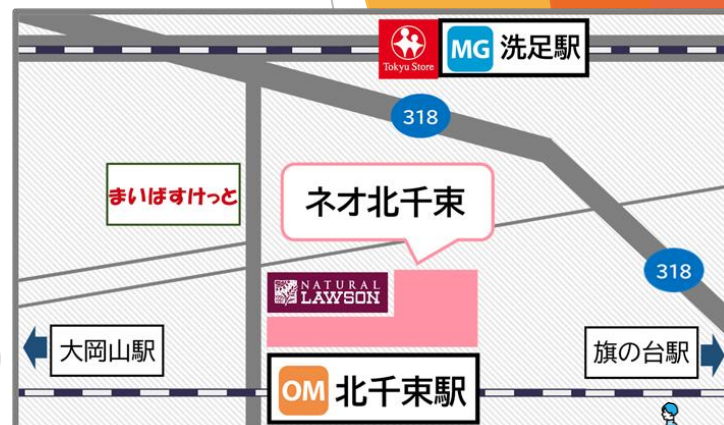 Tokyu Store
MG 洗足駅
318
まいばすけっと
ネオ北千束
318
NATURAL
LAWSON
大岡山駅
旗の台駅
OM 北千束駅